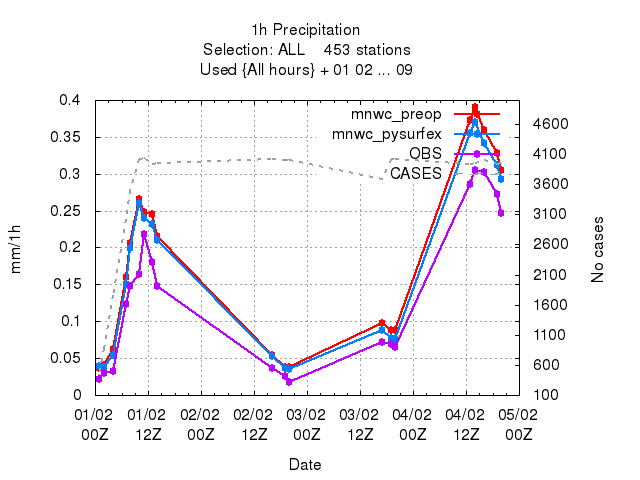 1h Precipitation
Selection: ALL    453 stations
Used {All hours} + 01 02 ... 09
mnwc_preop
mnwc_pysurfex
OBS
CASES
0.4
0.35
0.3
0.25
0.2
0.15
0.1
0.05
0
4600
4100
3600
3100
2600
2100
1600
1100
600
100
mm/1h
No cases
01/02 01/02 02/02 02/02 03/02 03/02 04/02 04/02 05/02
00Z 12Z 00Z 12Z 00Z 12Z 00Z 12Z 00Z
Date